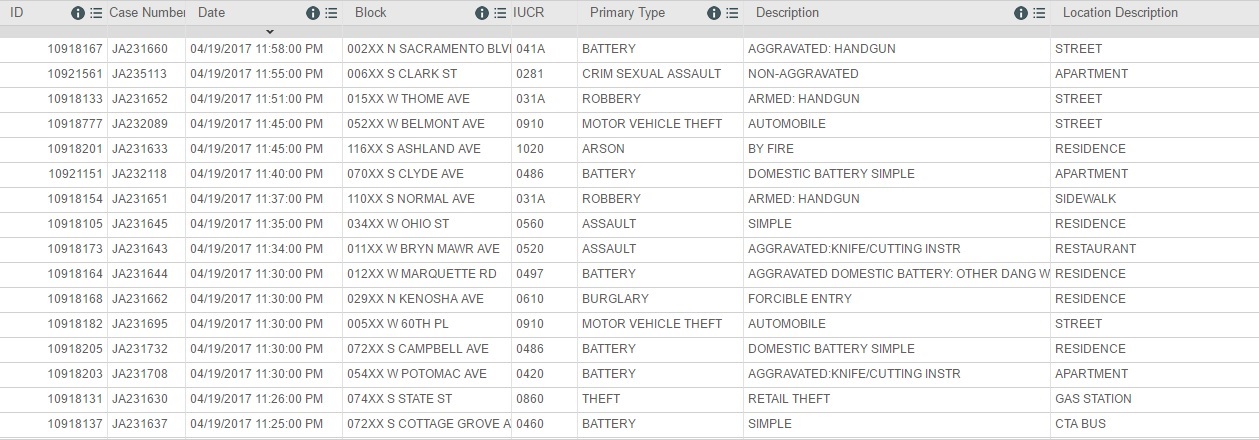 ID Case Number Date Block IUCR Primary Type Description Location Description
10918167 JA231660 04/19/2017 11:58:00 PM 002XX N SACRAMENTO BLV 041A BATTERY AGGRAVATED: HANDGUN STREET
10921561 JA235113 04/19/2017 11:55:00 PM 006XX S CLARK ST 0281 CRIM SEXUAL ASSAULT NON-AGGRAVATED APARTMENT
10918133 JA231652 04/19/2017 11:51:00 PM 015XX W THOME AVE 031A ROBBERY ARMED: HANDGUN STREET
10918777 JA232089 04/19/2017 11:45:00 PM 052XX W BELMONT AVE 0910 MOTOR VEHICLE THEFT AUTOMOBILE STREET
10918201 JA231633 04/19/2017 11:45:00 PM 116XX S ASHLAND AVE 1020 ARSON BY FIRE RESIDENCE
10921151 JA232118 04/19/2017 11:40:00 PM 070XX S CLYDE AVE 0486 BATTERY DOMESTIC BATTERY SIMPLE APARTMENT
10918154 JA231651 04/19/2017 11:37:00 PM 110XX S NORMAL AVE 031A ROBBERY ARMED: HANDGUN SIDEWALK
10918105 JA231645 04/19/2017 11:35:00 PM 034XX W OHIO ST 0560 ASSAULT SIMPLE RESIDENCE
10918173 JA231643 04/19/2017 11:34:00 PM 011XX W BRYN MAWR AVE 0520 ASSAULT AGGRAVATED:KNIFE/CUTTING INSTR RESTAURANT
10918164 JA231644 04/19/2017 11:30:00 PM 012XX W MARQUETTE RD 0497 BATTERY AGGRAVATED DOMESTIC BATTERY: OTHER DANG W RESIDENCE
10918168 JA231662 04/19/2017 11:30:00 PM 029XX N KENOSHA AVE 0610 BURGLARY FORCIBLE ENTRY RESIDENCE
10918182 JA231695 04/19/2017 11:30:00 PM 005XX W 60TH PL 0910 MOTOR VEHICLE THEFT AUTOMOBILE STREET
10918205 JA231732 04/19/2017 11:30:00 PM 072XX S CAMPBELL AVE 0486 BATTERY DOMESTIC BATTERY SIMPLE RESIDENCE
10918203 JA231708 04/19/2017 11:30:00 PM 054XX W POTOMAC AVE 0420 BATTERY AGGRAVATED:KNIFE/CUTTING INSTR APARTMENT
10918131 JA231630 04/19/2017 11:26:00 PM 074XX S STATE ST 0860 THEFT RETAIL THEFT GAS STATION
10918137 JA231637 04/19/2017 11:25:00 PM 072XX S COTTAGE GROVE A 0460 BATTERY SIMPLE CTA BUS